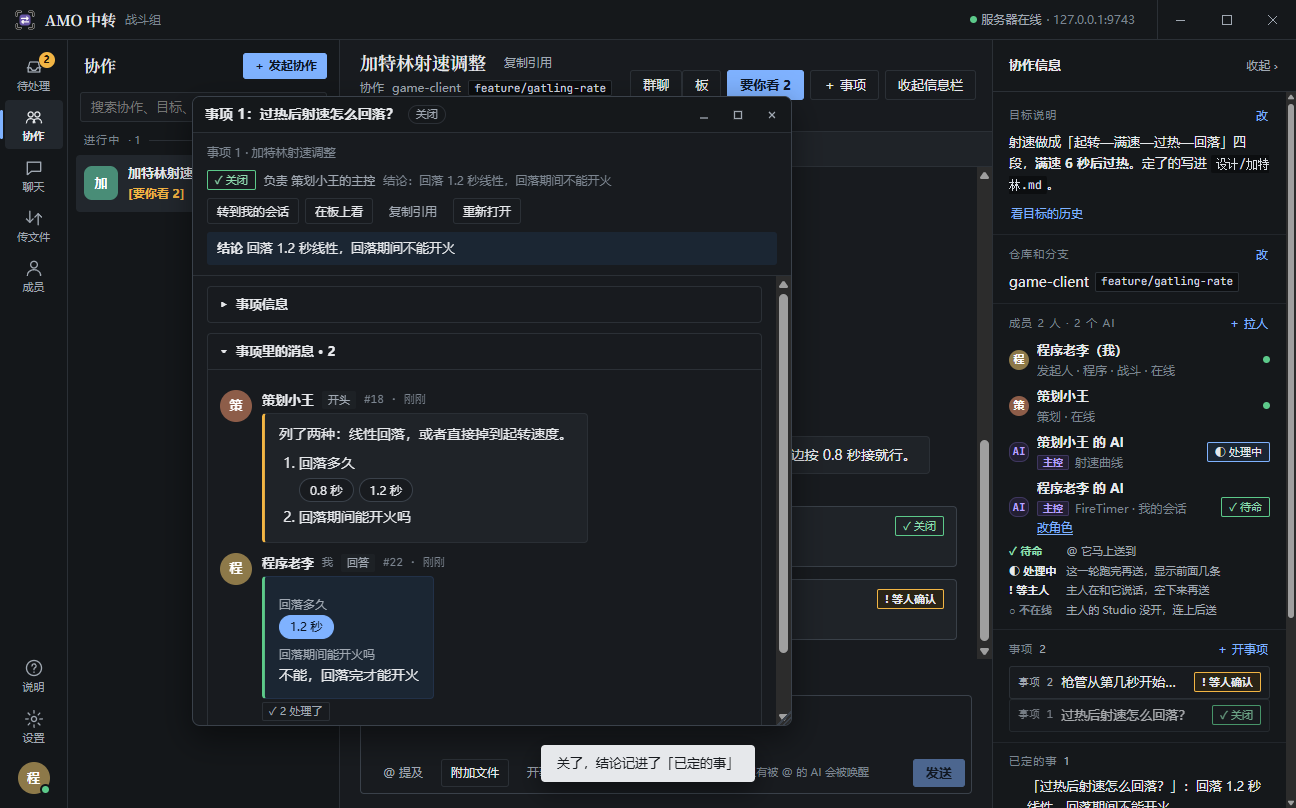 AMO 中转 战斗组
服务器在线 · 127.0.0.1:9743
2
待处理
协作
聊天
传文件
成员
说明
设置
程
协作
+ 发起协作
搜索协作、目标、
进行中 · 1
加
加特林射速
[要你看 2]
加特林射速调整 复制引用
协作 game-client feature/gatling-rate
群聊
板
要你看 2
+ 事项
收起信息栏
事项 1：过热后射速怎么回落？ 关闭
事项 1 · 加特林射速调整
✓关闭 负责 策划小王的主控 结论：回落 1.2 秒线性，回落期间不能开火
转到我的会话 在板上看 复制引用 重新打开
结论 回落 1.2 秒线性，回落期间不能开火
▸ 事项信息
▾ 事项里的消息 • 2
策
策划小王 开头 #18 · 刚刚
列了两种：线性回落，或者直接掉到起转速度。
1. 回落多久
0.8 秒 1.2 秒
2. 回落期间能开火吗
程
程序老李 我 回答 #22 · 刚刚
回落多久
1.2 秒
回落期间能开火吗
不能，回落完才能开火
✓ 2 处理了
边按 0.8 秒接就行。
✓关闭
! 等人确认
关了，结论记进了「已定的事」
@ 提及 附加文件
有被 @ 的 AI 会被唤醒
发送
协作信息 收起 ›
目标说明 改
射速做成「起转—满速—过热—回落」四
段，满速 6 秒后过热。定了的写进 设计/加特
林.md 。
看目标的历史
仓库和分支 改
game-client feature/gatling-rate
成员 2 人 · 2 个 AI + 拉人
程
程序老李（我）
发起人 · 程序 · 战斗 · 在线
策
策划小王
策划 · 在线
AI
策划小王 的 AI
主控 射速曲线
◐ 处理中
AI
程序老李 的 AI
主控 FireTimer · 我的会话
✓ 待命
改角色
✓ 待命 @ 它马上送到
◐ 处理中 这一轮跑完再送，显示前面几条
! 等主人 主人在和它说话，空下来再送
○ 不在线 主人的 Studio 没开，连上后送
事项 2 + 开事项
事项 2 枪管从第几秒开始... ! 等人确认
事项 1 过热后射速怎么回落？ ✓关闭
已定的事 1
「过热后射速怎么回落？」：回落 1.2 秒
线性，回落期间不能开火